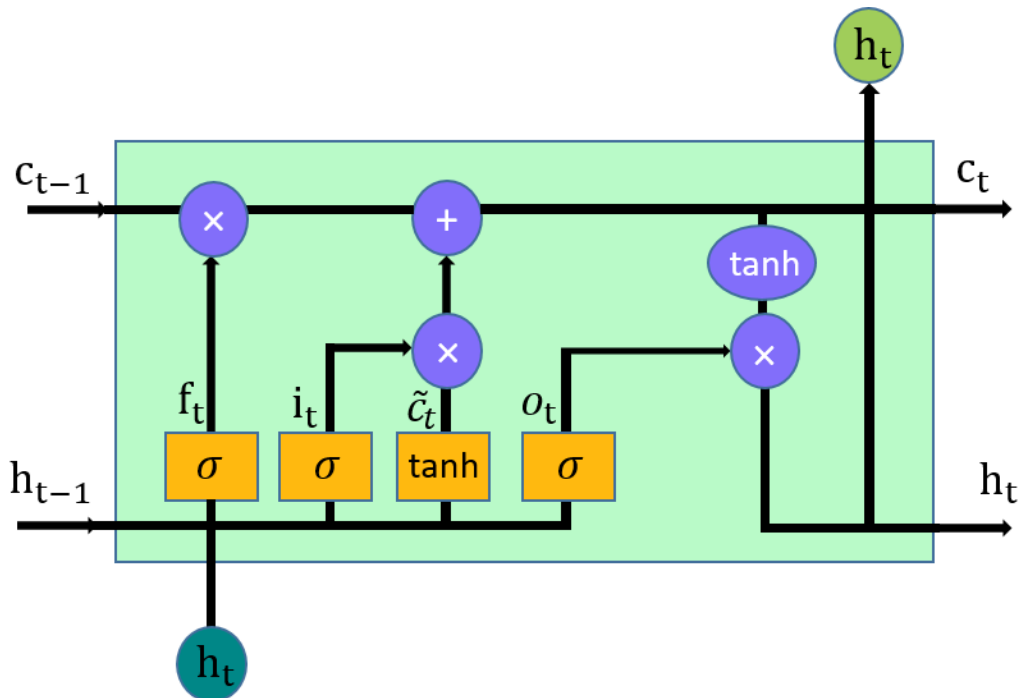 h_t
c_{t−1}
c_t
×
+
tanh
×
×
f_t
i_t
c̃_t
o_t
σ
σ
tanh
σ
h_{t−1}
h_t
h_t